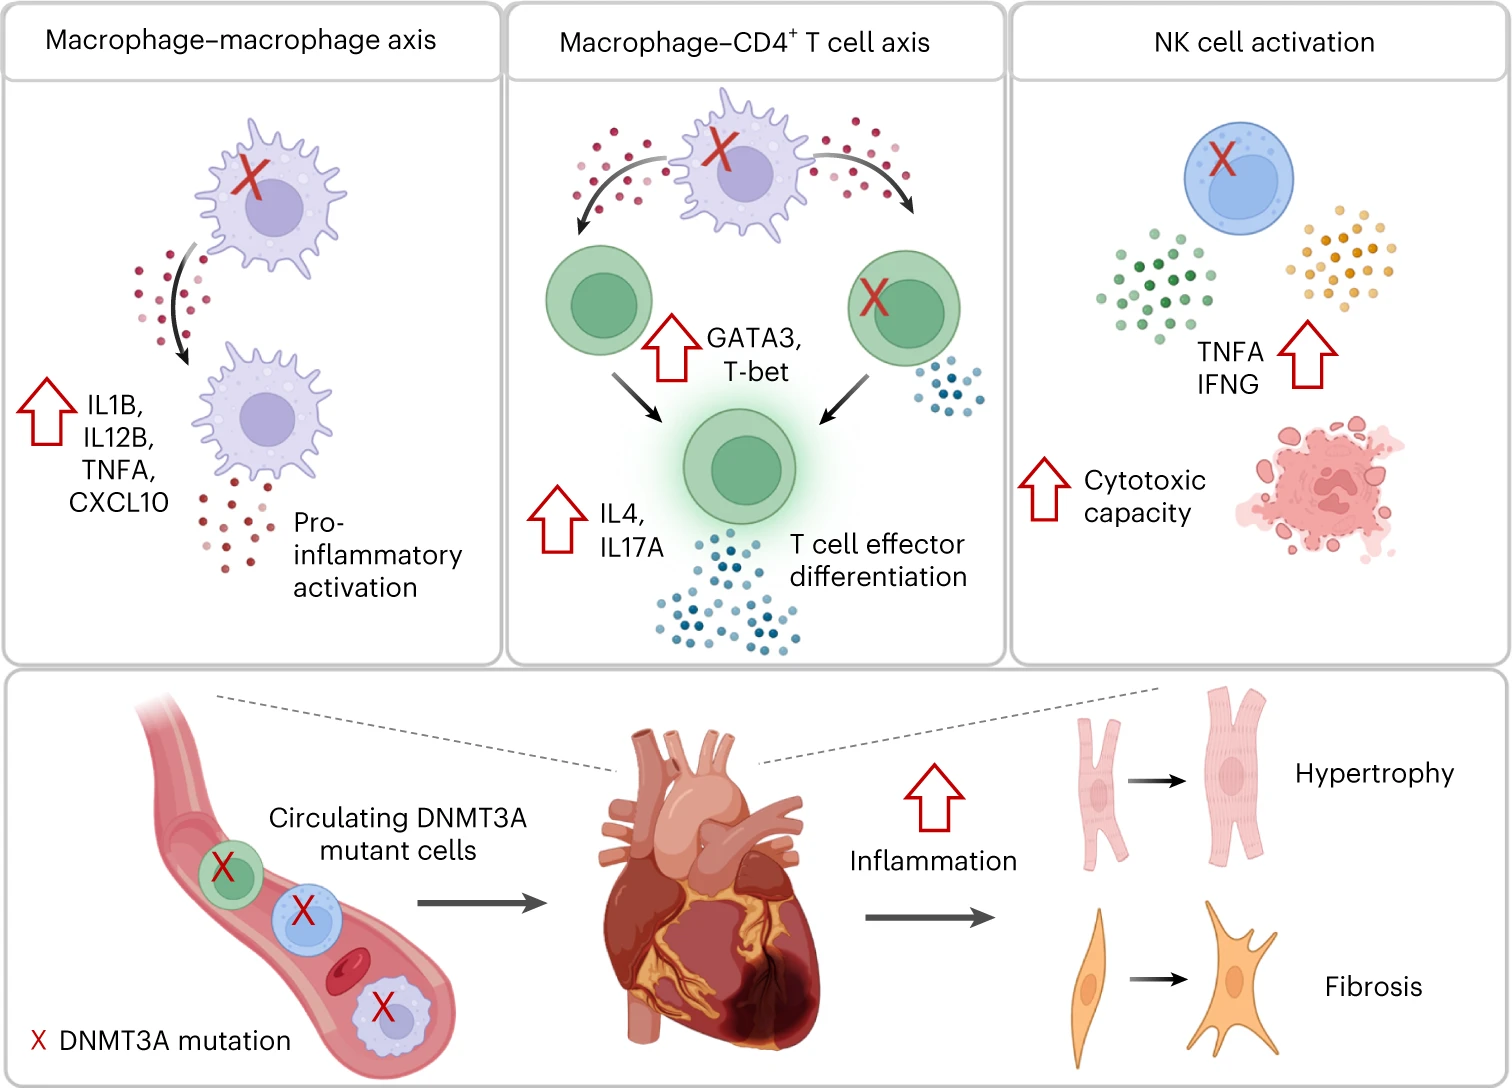 Macrophage–macrophage axis
IL1B,
IL12B,
TNFA,
CXCL10
Pro-
inflammatory
activation
Macrophage–CD4⁺ T cell axis
GATA3,
T-bet
IL4,
IL17A
T cell effector
differentiation
NK cell activation
TNFA
IFNG
Cytotoxic
capacity
Circulating DNMT3A
mutant cells
Inflammation
Hypertrophy
Fibrosis
X DNMT3A mutation